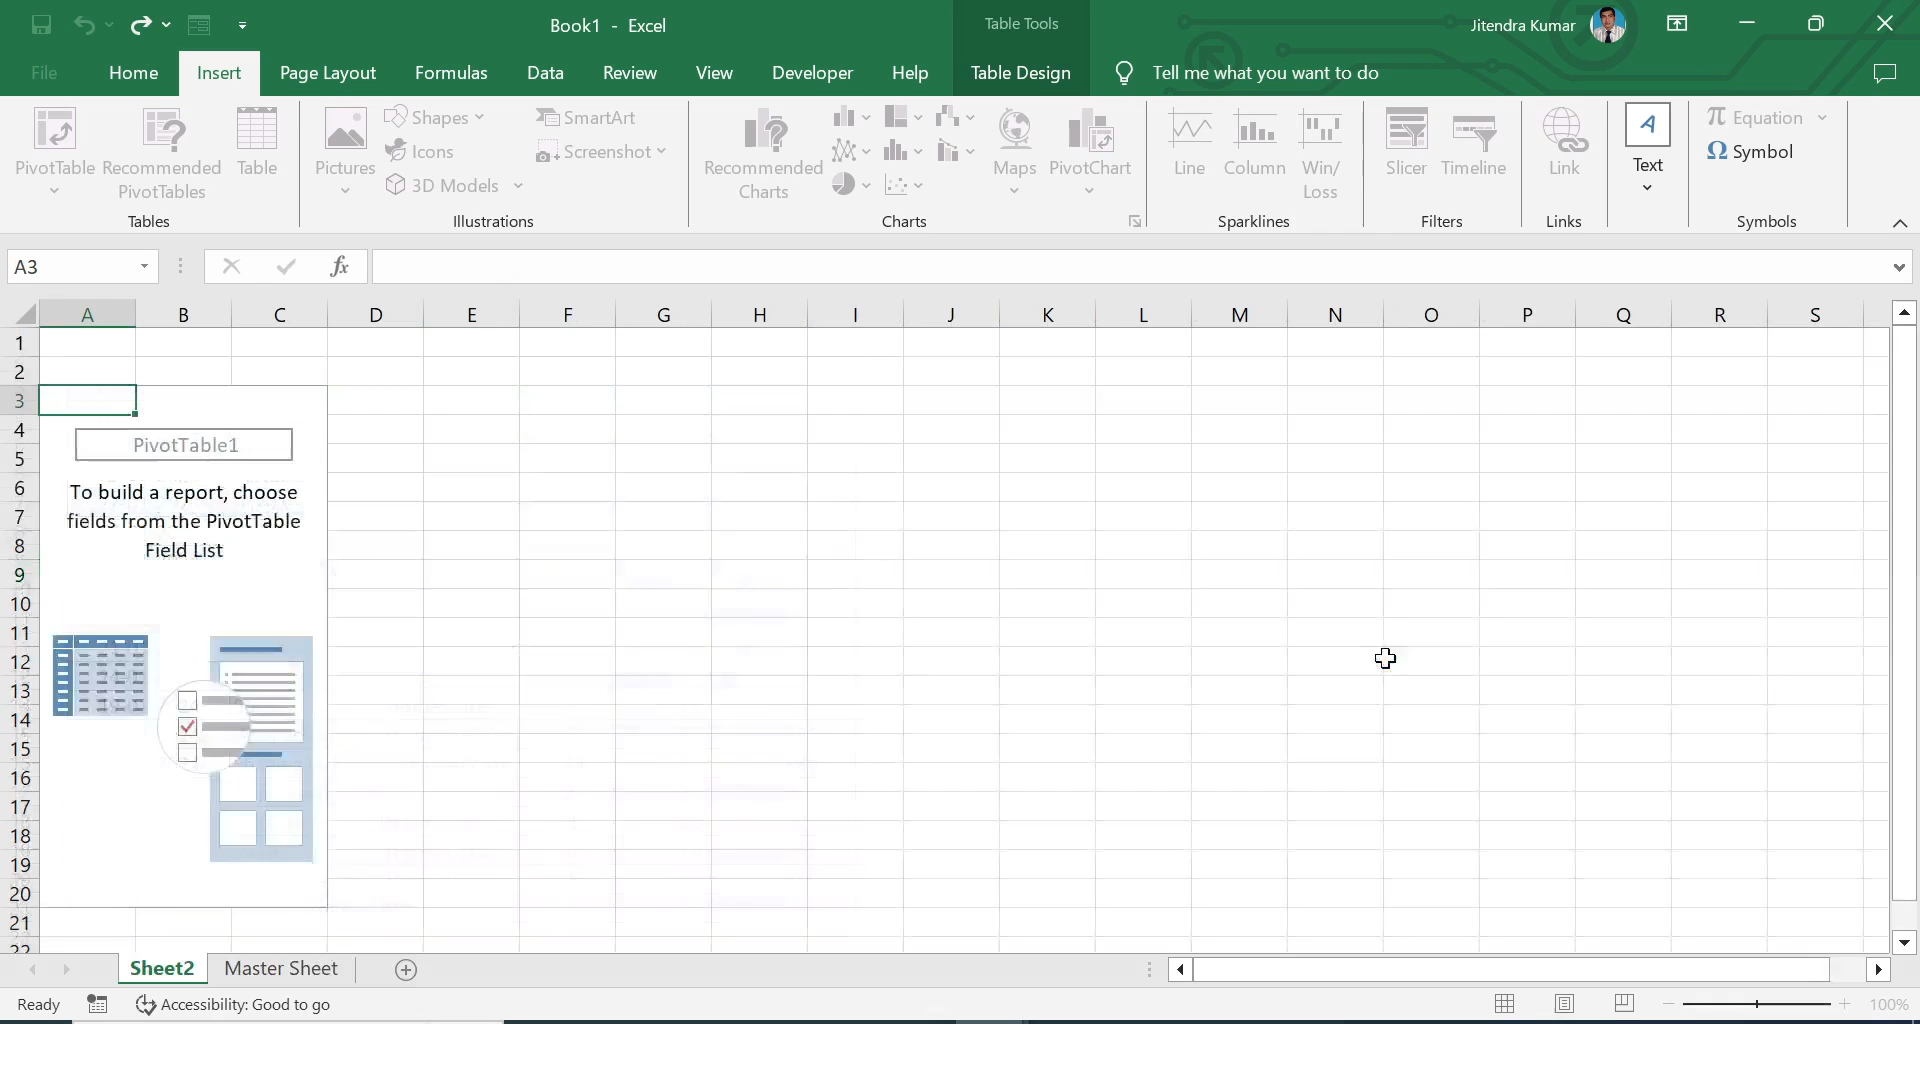 Book1 - Excel
Table Tools
Jitendra Kumar
File
Home
Insert
Page Layout
Formulas
Data
Review
View
Developer
Help
Table Design
Tell me what you want to do
PivotTable
Recommended
PivotTables
Table
Tables
Pictures
Shapes
Icons
3D Models
SmartArt
Screenshot
Illustrations
Recommended
Charts
Maps
PivotChart
Charts
Line
Column
Win/
Loss
Sparklines
Slicer
Timeline
Filters
Link
Links
A
Text
π Equation
Ω Symbol
Symbols
A3
fx
A B C D E F G H I J K L M N O P Q R S
1
2
3
4
5
6
7
8
9
10
11
12
13
14
15
16
17
18
19
20
21
22
PivotTable1
To build a report, choose
fields from the PivotTable
Field List
Sheet2
Master Sheet
Ready
Accessibility: Good to go
100%